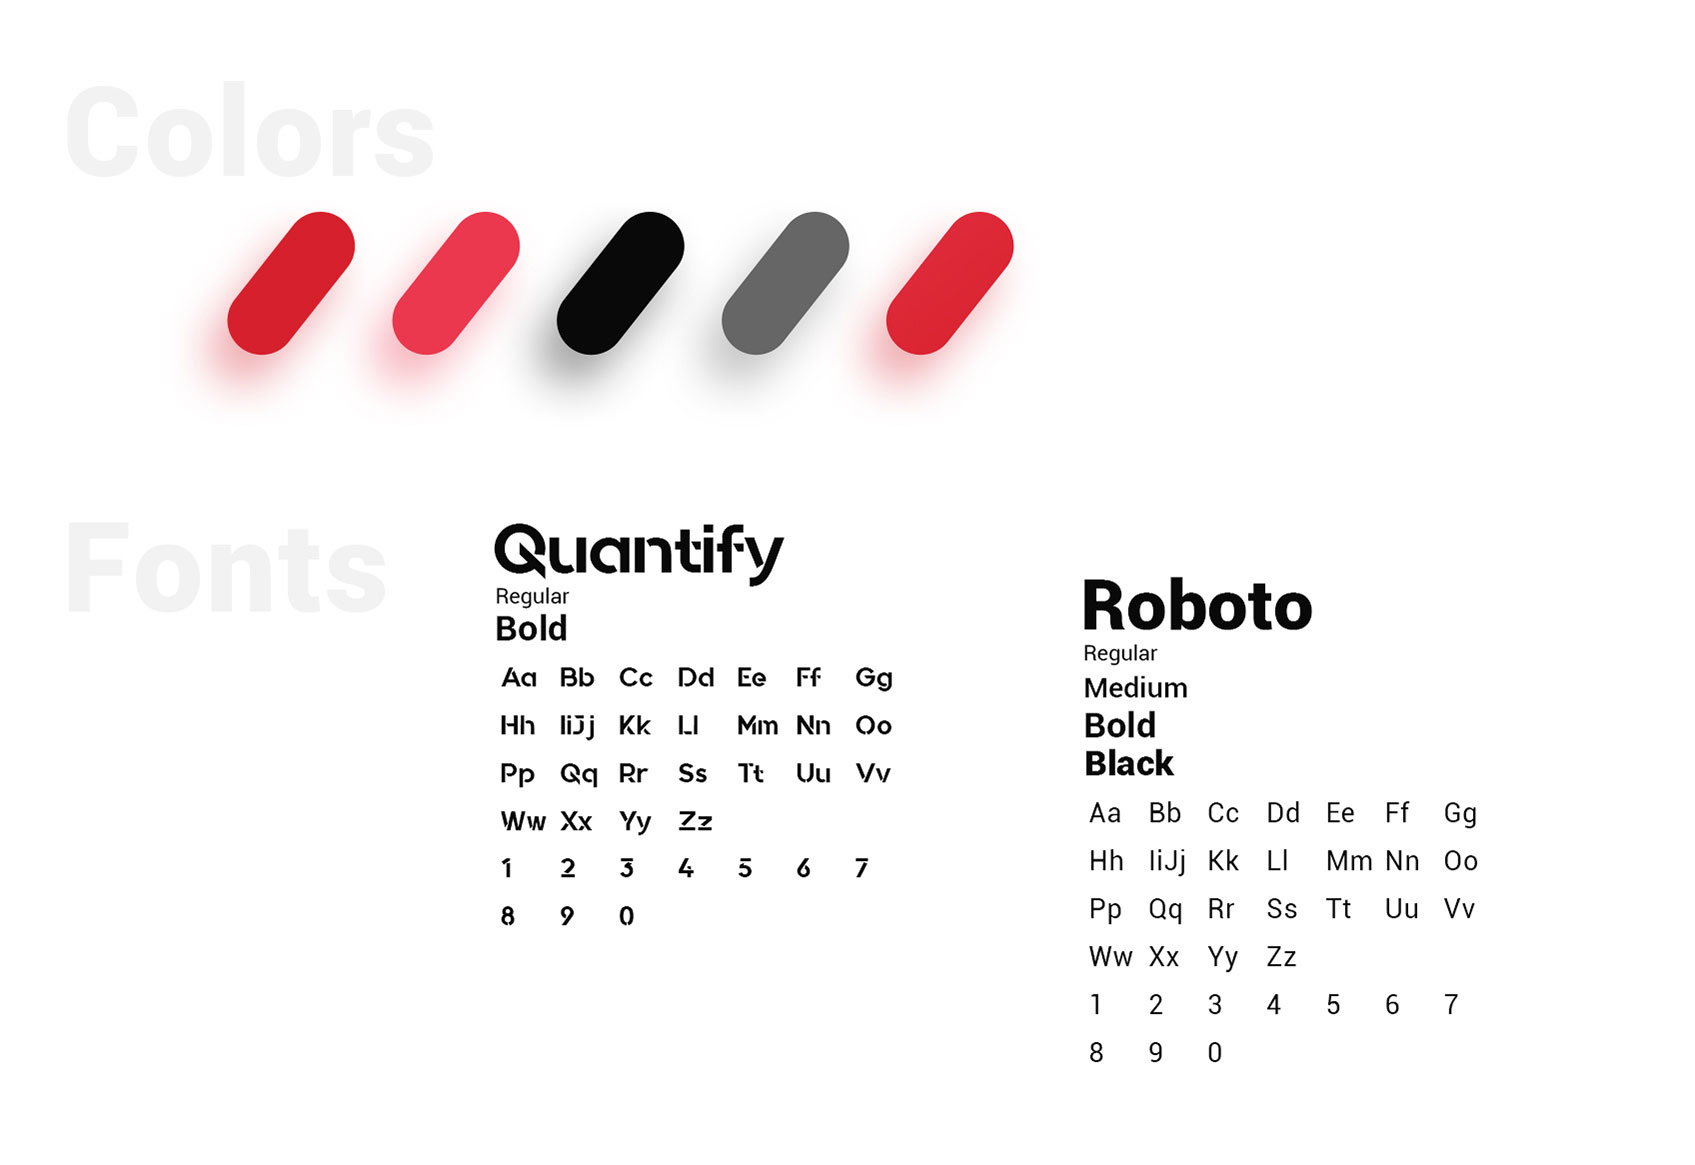 Colors
Fonts
Quantify
Regular
Bold
Aa Bb Cc Dd Ee Ff Gg
Hh IiJj Kk Ll Mm Nn Oo
Pp Qq Rr Ss Tt Uu Vv
Ww Xx Yy Zz
1 2 3 4 5 6 7
8 9 0
Roboto
Regular
Medium
Bold
Black
Aa Bb Cc Dd Ee Ff Gg
Hh IiJj Kk Ll Mm Nn Oo
Pp Qq Rr Ss Tt Uu Vv
Ww Xx Yy Zz
1 2 3 4 5 6 7
8 9 0